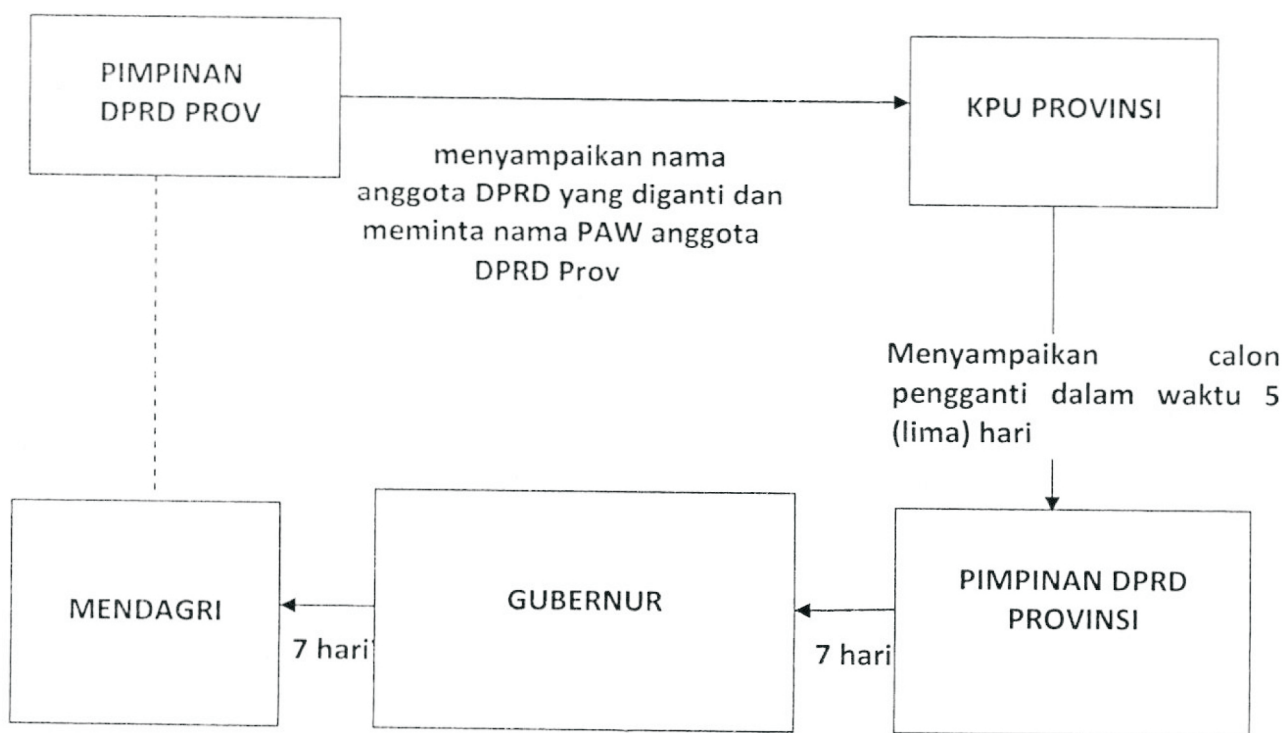 PIMPINAN
DPRD PROV
KPU PROVINSI
menyampaikan nama
anggota DPRD yang diganti dan
meminta nama PAW anggota
DPRD Prov
Menyampaikan calon
pengganti dalam waktu 5
(lima) hari
MENDAGRI
7 hari
GUBERNUR
7 hari
PIMPINAN DPRD
PROVINSI